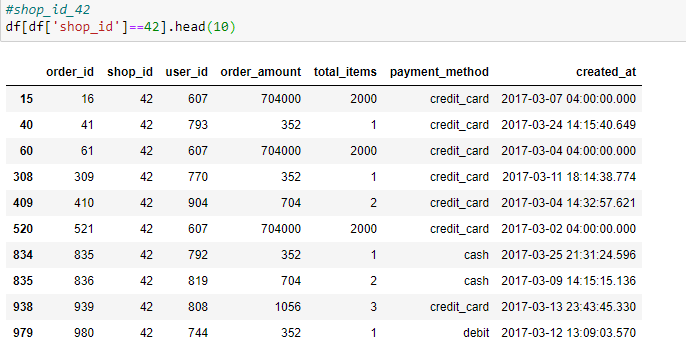 #shop_id_42
df[df['shop_id']==42].head(10)
order_id shop_id user_id order_amount total_items payment_method created_at
15 16 42 607 704000 2000 credit_card 2017-03-07 04:00:00.000
40 41 42 793 352 1 credit_card 2017-03-24 14:15:40.649
60 61 42 607 704000 2000 credit_card 2017-03-04 04:00:00.000
308 309 42 770 352 1 credit_card 2017-03-11 18:14:38.774
409 410 42 904 704 2 credit_card 2017-03-04 14:32:57.621
520 521 42 607 704000 2000 credit_card 2017-03-02 04:00:00.000
834 835 42 792 352 1 cash 2017-03-25 21:31:24.596
835 836 42 819 704 2 cash 2017-03-09 14:15:15.136
938 939 42 808 1056 3 credit_card 2017-03-13 23:43:45.330
979 980 42 744 352 1 debit 2017-03-12 13:09:03.570